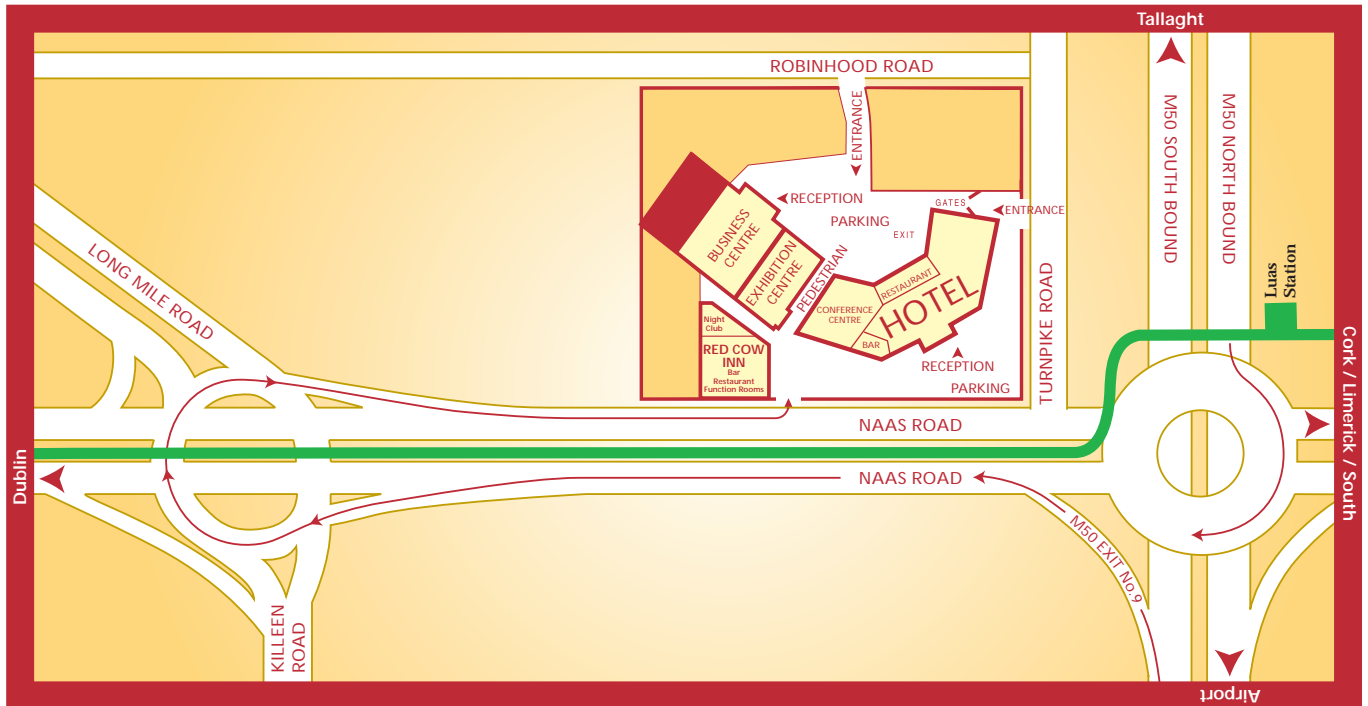 Tallaght
ROBINHOOD ROAD
ENTRANCE
M50 SOUTH BOUND
M50 NORTH BOUND
RECEPTION
PARKING
GATES
ENTRANCE
EXIT
BUSINESS
CENTRE
EXHIBITION
CENTRE
PEDESTRIAN
RESTAURANT
HOTEL
CONFERENCE
CENTRE
BAR
LONG MILE ROAD
Luas
Station
TURNPIKE ROAD
Night
Club
RED COW
INN
Bar
Restaurant
Function Rooms
RECEPTION
PARKING
NAAS ROAD
NAAS ROAD
Dublin
Cork / Limerick / South
M50 EXIT No.9
KILLEEN
ROAD
Airport